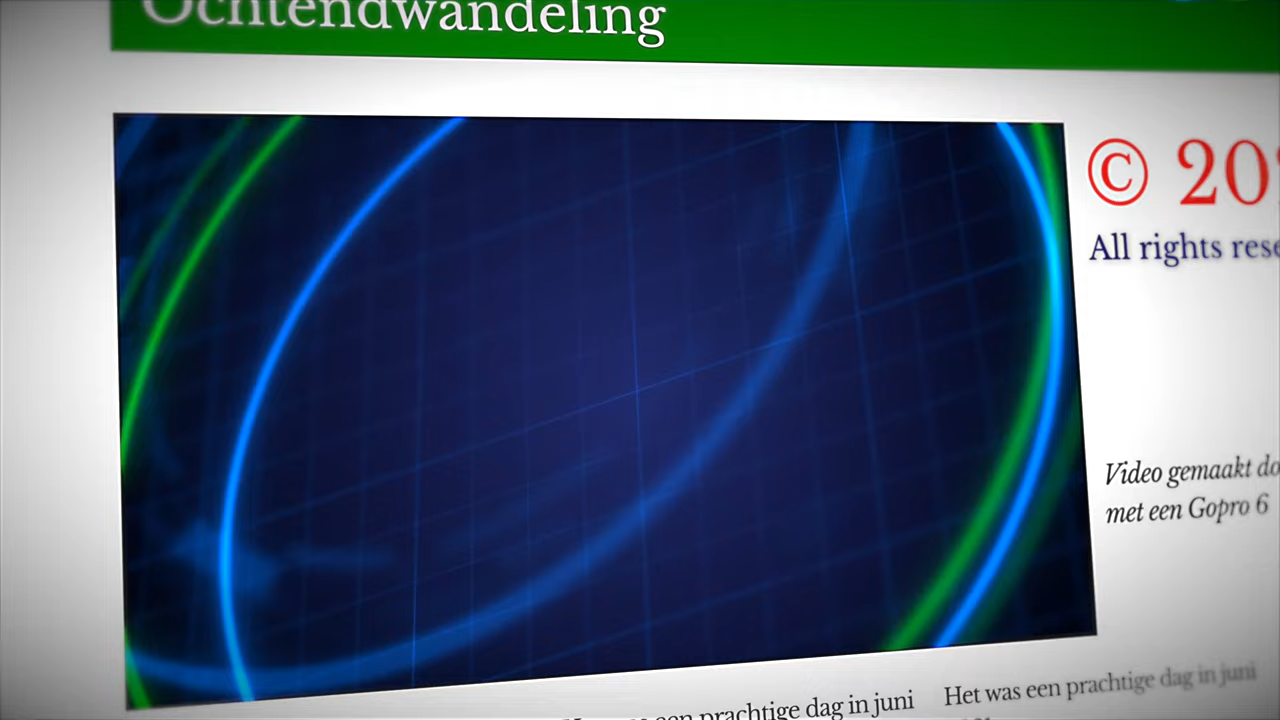 Ochtendwandeling
© 20
All rights rese
Video gemaakt do
met een Gopro 6
een prachtige dag in juni
Het was een prachtige dag in juni